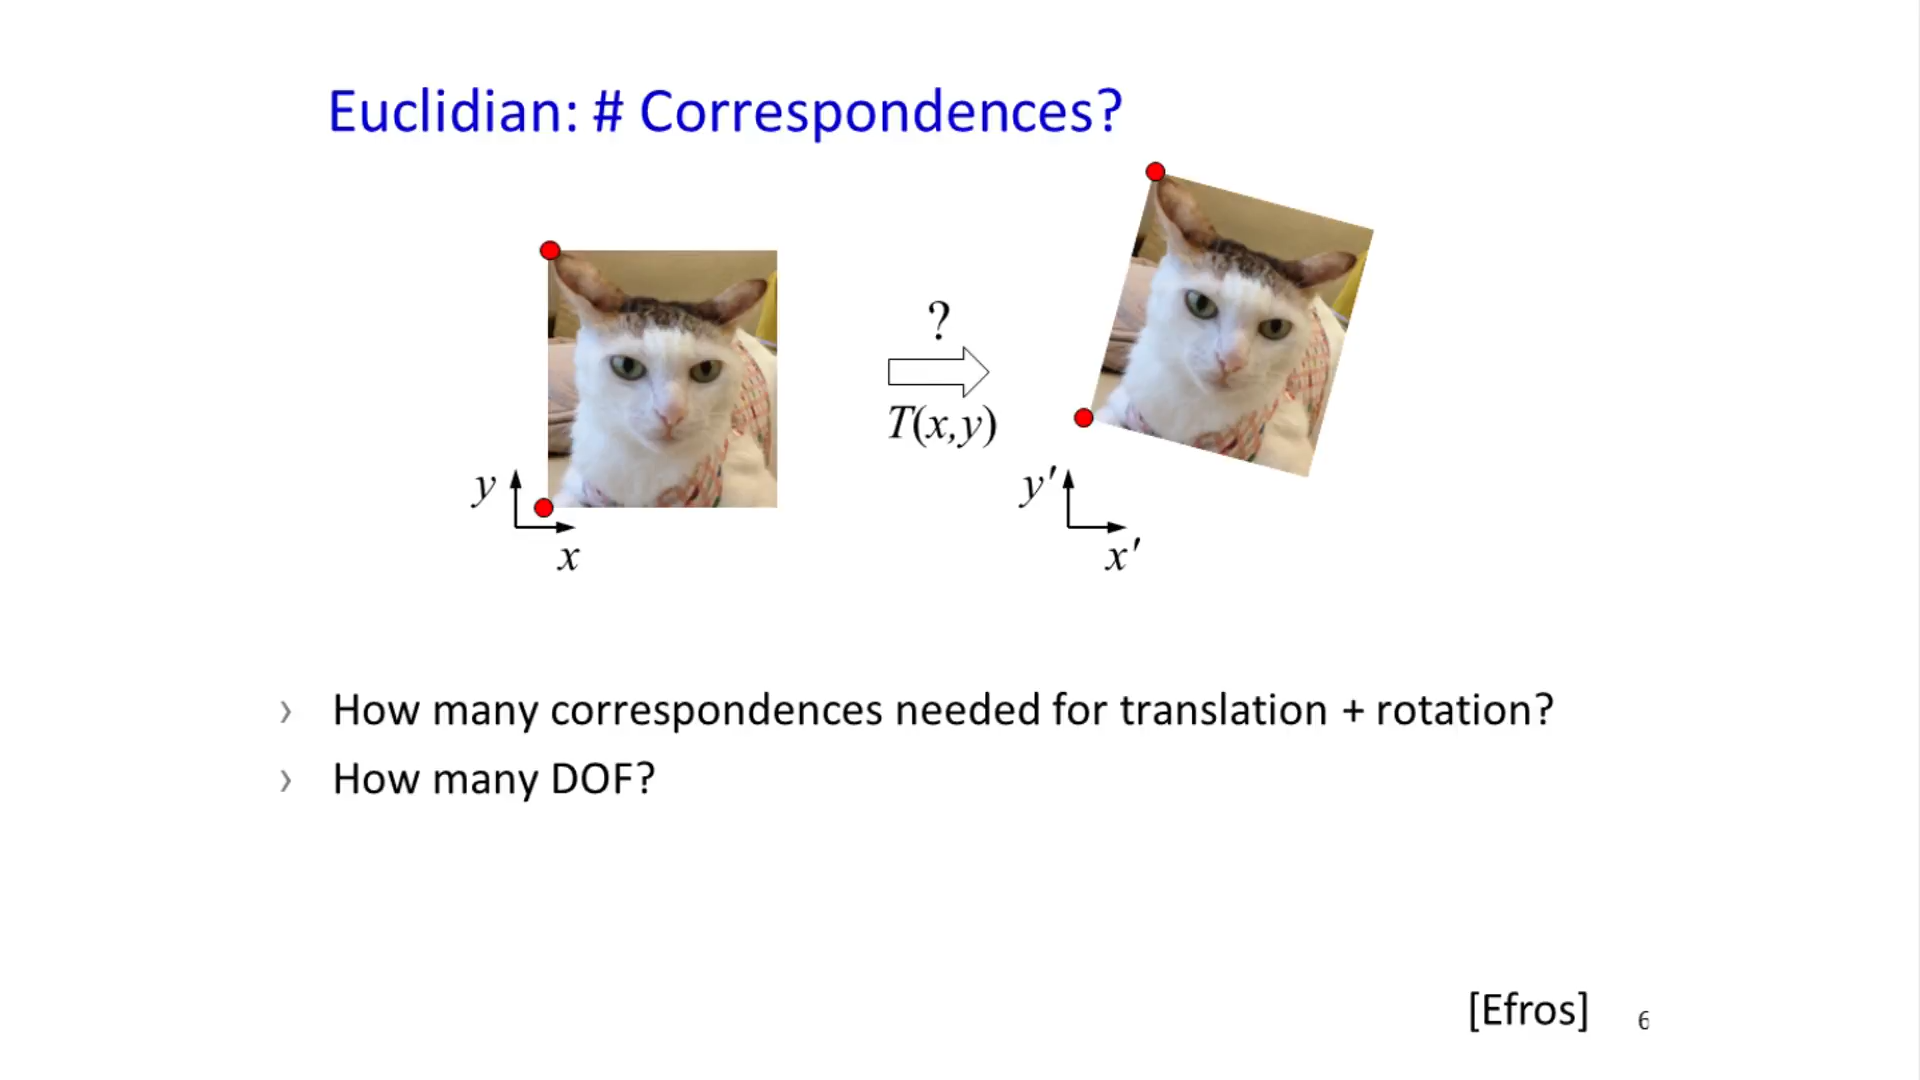 Euclidian: # Correspondences?
?
T(x,y)
y
x
y′
x′
› How many correspondences needed for translation + rotation?
› How many DOF?
[Efros]
6